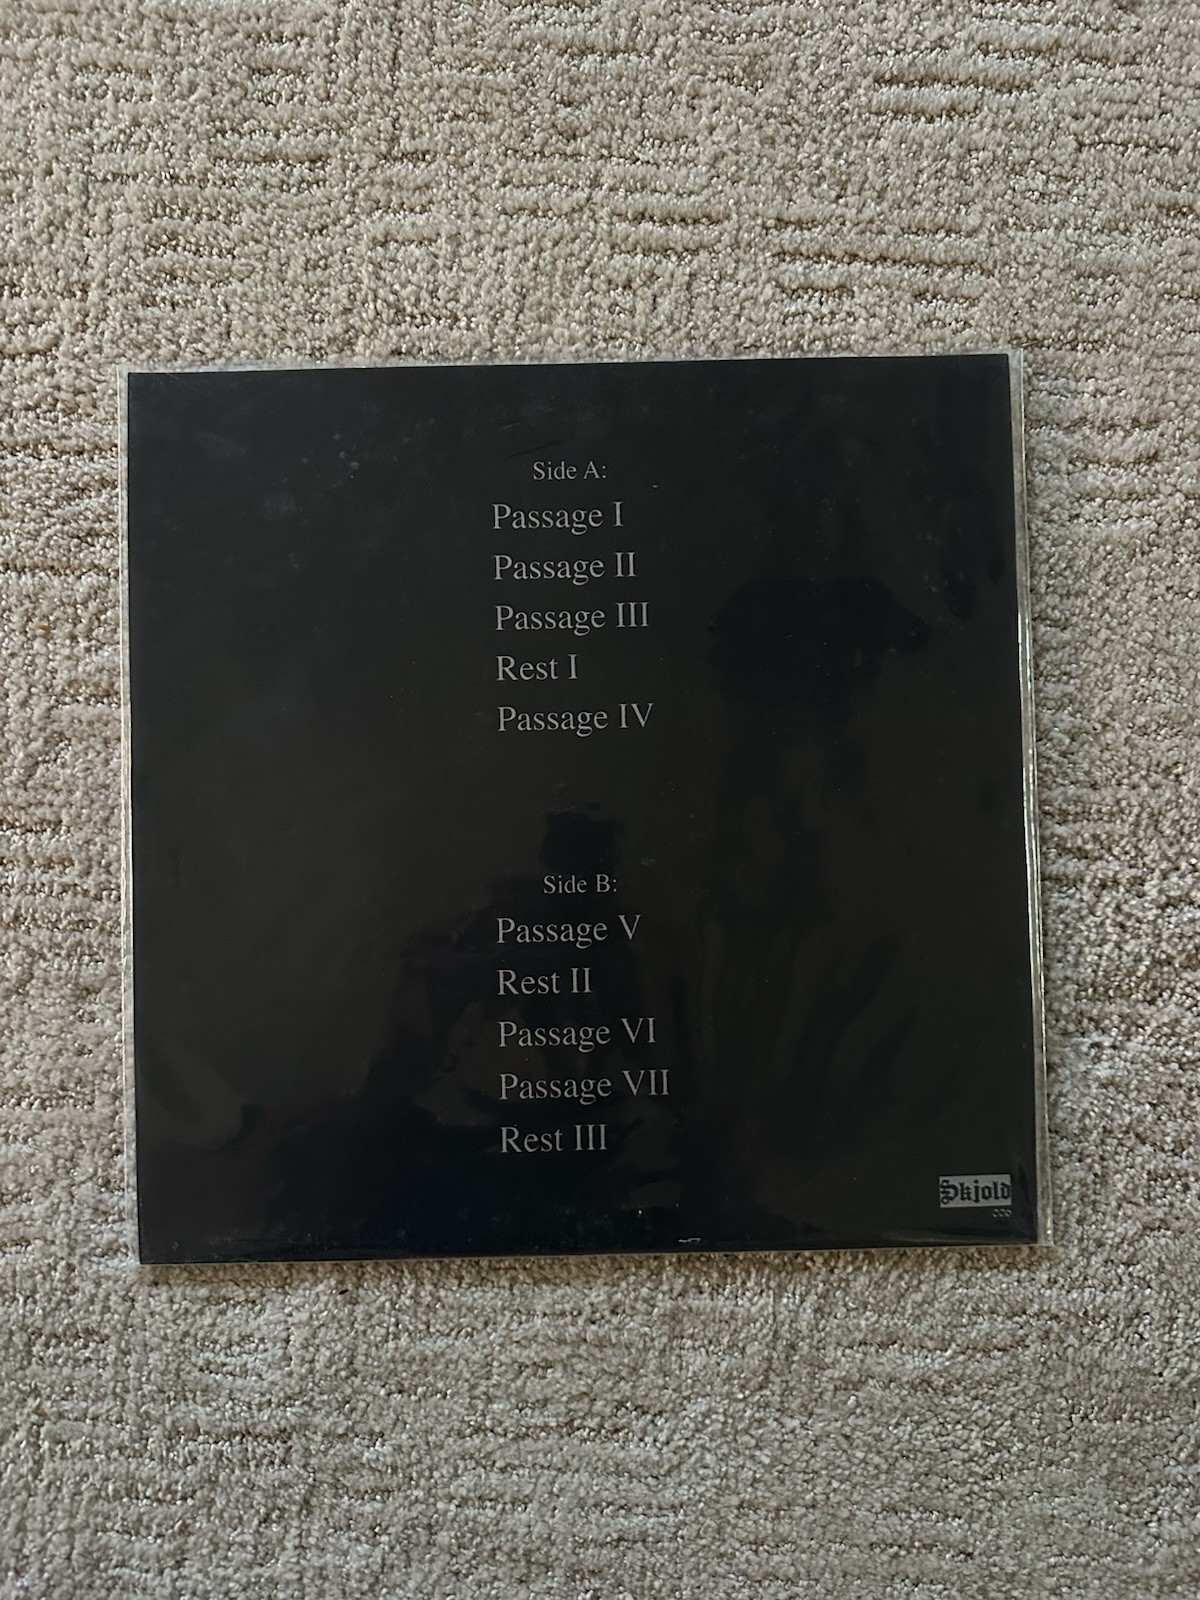 Side A:
Passage I
Passage II
Passage III
Rest I
Passage IV
Side B:
Passage V
Rest II
Passage VI
Passage VII
Rest III
Skjold